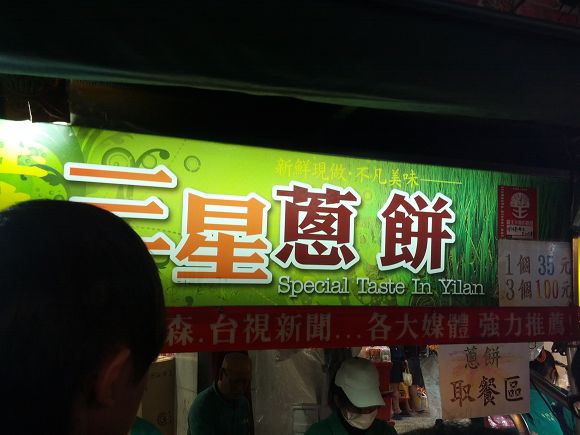 新鮮現做·不凡美味
三星蔥餅
Special Taste In Yilan
1個 35元
3個 100元
森.台視新聞...各大媒體 強力推薦!
蔥餅
取餐區